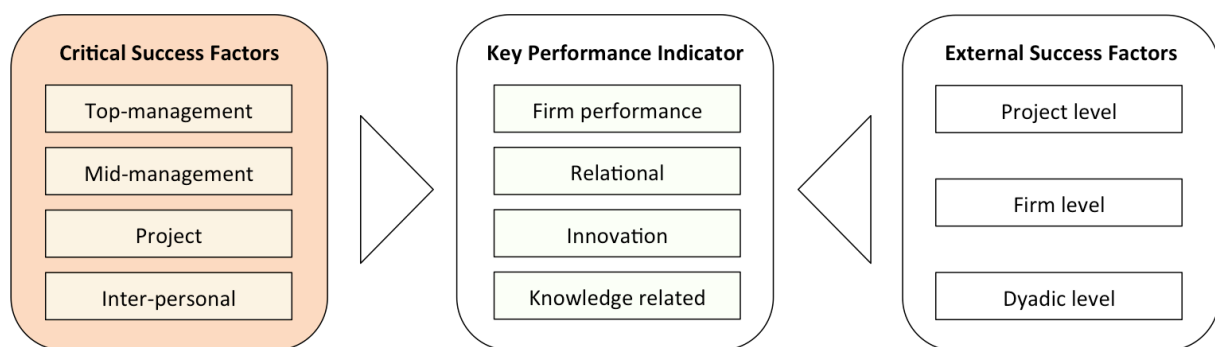 Critical Success Factors
Top-management
Mid-management
Project
Inter-personal
Key Performance Indicator
Firm performance
Relational
Innovation
Knowledge related
External Success Factors
Project level
Firm level
Dyadic level